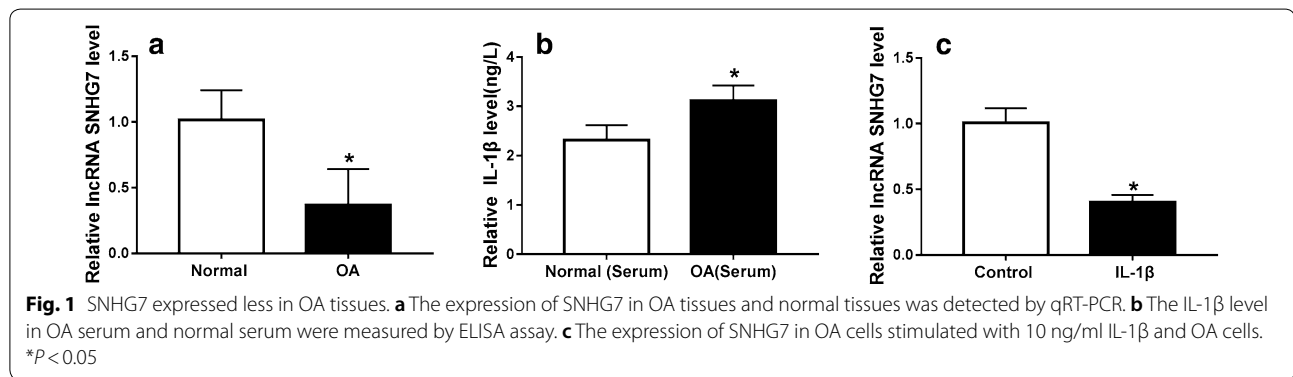 a
Relative lncRNA SNHG7 level
1.5
1.0
0.5
0.0
*
Normal
OA
b
Relative IL-1β level(ng/L)
4
3
2
1
0
*
Normal (Serum)
OA(Serum)
c
Relative lncRNA SNHG7 level
1.5
1.0
0.5
0.0
*
Control
IL-1β
Fig. 1 SNHG7 expressed less in OA tissues. a The expression of SNHG7 in OA tissues and normal tissues was detected by qRT-PCR. b The IL-1β level
in OA serum and normal serum were measured by ELISA assay. c The expression of SNHG7 in OA cells stimulated with 10 ng/ml IL-1β and OA cells.
*P < 0.05